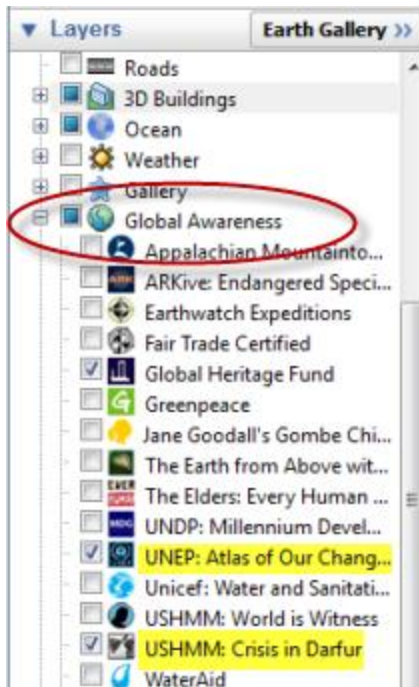 Layers Earth Gallery >>
Roads
3D Buildings
Ocean
Weather
Gallery
Global Awareness
Appalachian Mountainto...
ARK ARKive: Endangered Speci...
Earthwatch Expeditions
Fair Trade Certified
Global Heritage Fund
Greenpeace
Jane Goodall's Gombe Chi...
The Earth from Above wit...
The Elders: Every Human ...
MDG UNDP: Millennium Devel...
UNEP: Atlas of Our Chang...
Unicef: Water and Sanitati...
USHMM: World is Witness
USHMM: Crisis in Darfur
WaterAid